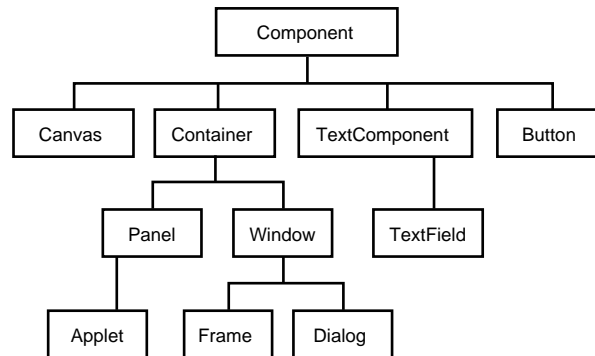 Component
Canvas Container TextComponent Button
Panel Window TextField
Applet Frame Dialog